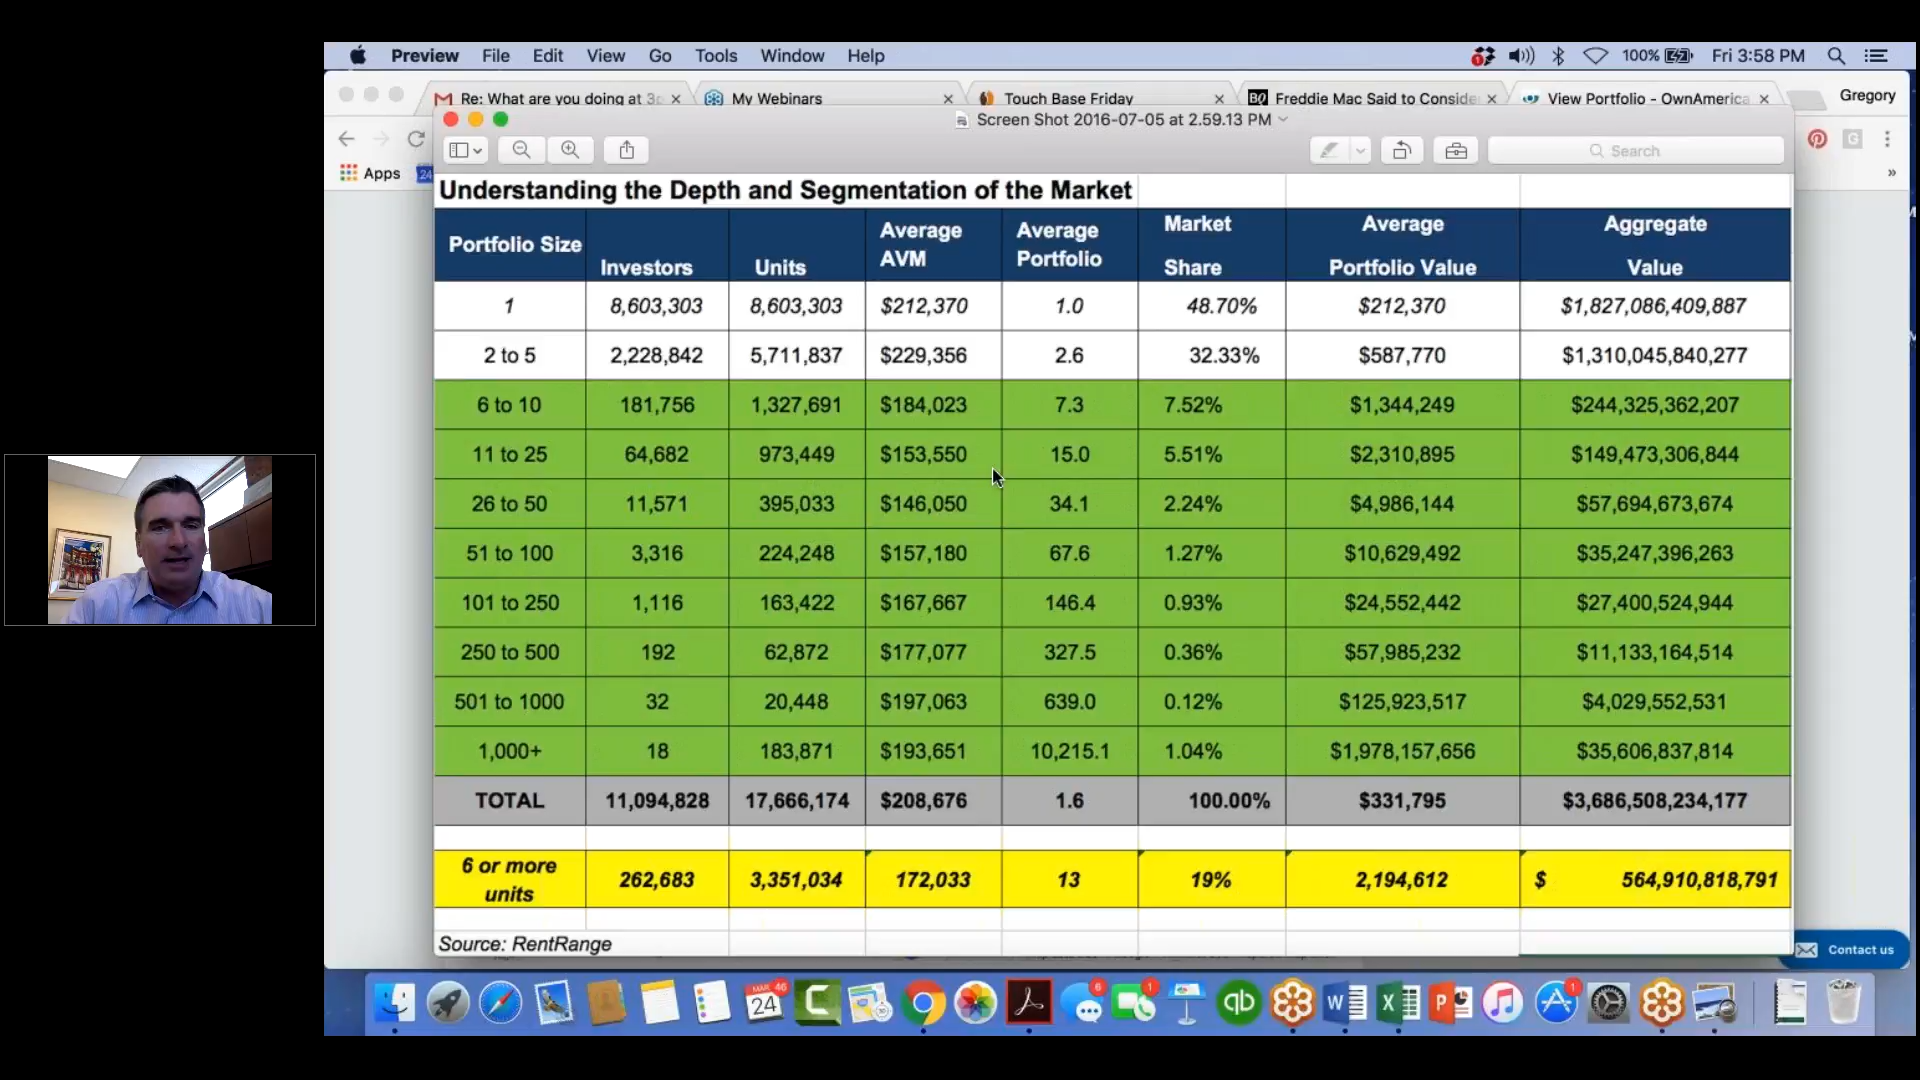 Preview File Edit View Go Tools Window Help 100% Fri 3:58 PM
Re: What are you doing at 3p My Webinars Touch Base Friday BQ Freddie Mac Said to Conside View Portfolio - OwnAmerica Gregory
Screen Shot 2016-07-05 at 2.59.13 PM
Search
Apps 24
Understanding the Depth and Segmentation of the Market
Portfolio Size Investors Units Average AVM Average Portfolio Market Share Average Portfolio Value Aggregate Value
1 8,603,303 8,603,303 $212,370 1.0 48.70% $212,370 $1,827,086,409,887
2 to 5 2,228,842 5,711,837 $229,356 2.6 32.33% $587,770 $1,310,045,840,277
6 to 10 181,756 1,327,691 $184,023 7.3 7.52% $1,344,249 $244,325,362,207
11 to 25 64,682 973,449 $153,550 15.0 5.51% $2,310,895 $149,473,306,844
26 to 50 11,571 395,033 $146,050 34.1 2.24% $4,986,144 $57,694,673,674
51 to 100 3,316 224,248 $157,180 67.6 1.27% $10,629,492 $35,247,396,263
101 to 250 1,116 163,422 $167,667 146.4 0.93% $24,552,442 $27,400,524,944
250 to 500 192 62,872 $177,077 327.5 0.36% $57,985,232 $11,133,164,514
501 to 1000 32 20,448 $197,063 639.0 0.12% $125,923,517 $4,029,552,531
1,000+ 18 183,871 $193,651 10,215.1 1.04% $1,978,157,656 $35,606,837,814
TOTAL 11,094,828 17,666,174 $208,676 1.6 100.00% $331,795 $3,686,508,234,177
6 or more units 262,683 3,351,034 172,033 13 19% 2,194,612 $ 564,910,818,791
Source: RentRange
Contact us
MAR 46
24 6 1 qb W X P 1